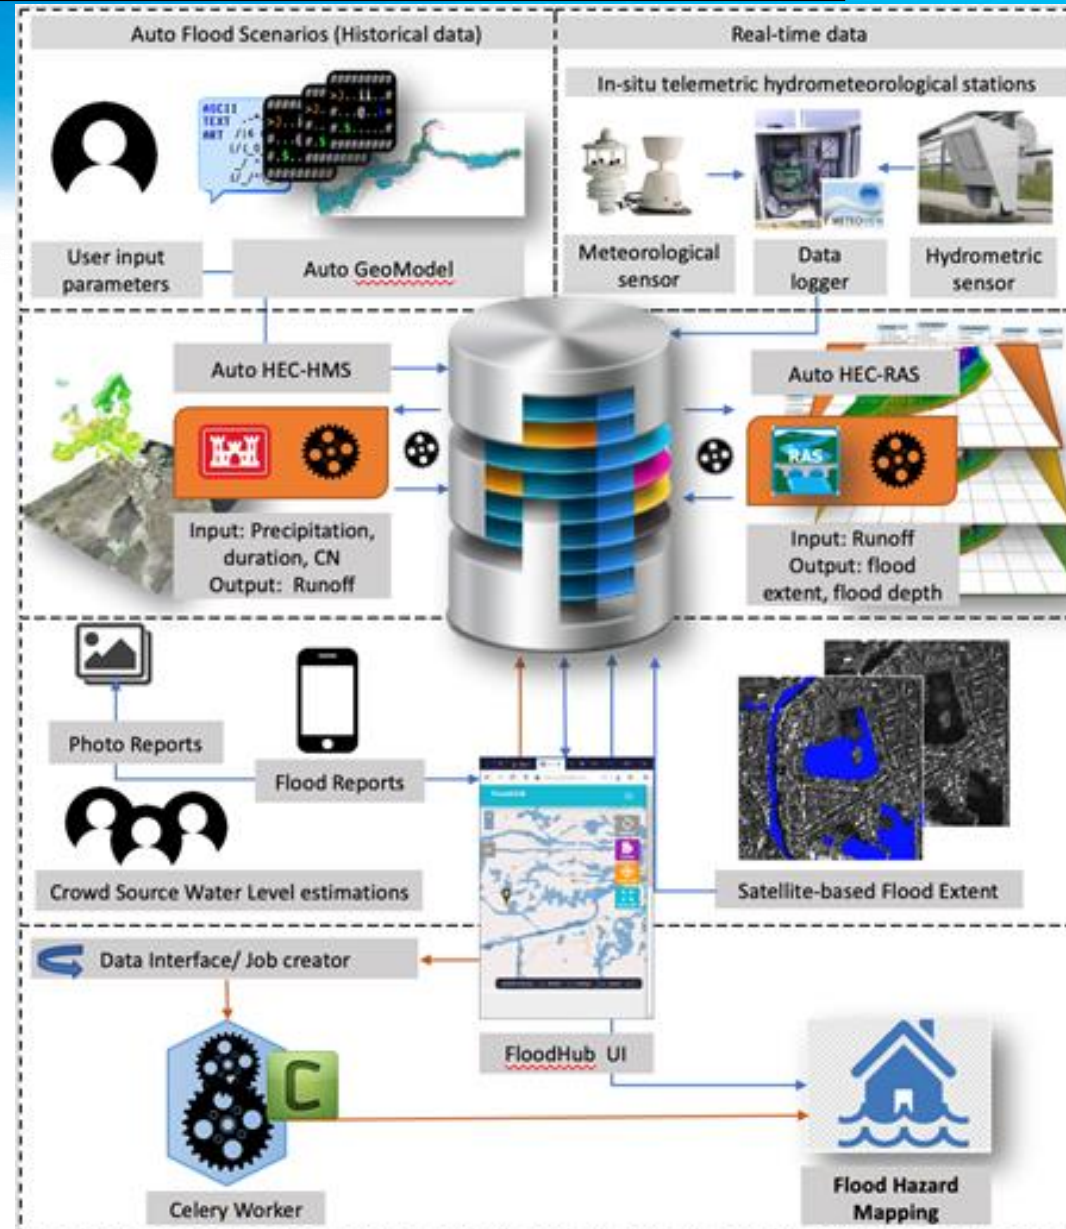 Auto Flood Scenarios (Historical data)
Real-time data
In-situ telemetric hydrometeorological stations
ASCII
TEXT
ART
User input
parameters
Auto GeoModel
Meteorological
sensor
Data
logger
Hydrometric
sensor
Auto HEC-HMS
Auto HEC-RAS
RAS
Input: Precipitation,
duration, CN
Output: Runoff
Input: Runoff
Output: flood
extent, flood depth
Photo Reports
Flood Reports
Crowd Source Water Level estimations
FloodHub
Satellite-based Flood Extent
Data Interface/ Job creator
FloodHub UI
C
Celery Worker
Flood Hazard
Mapping